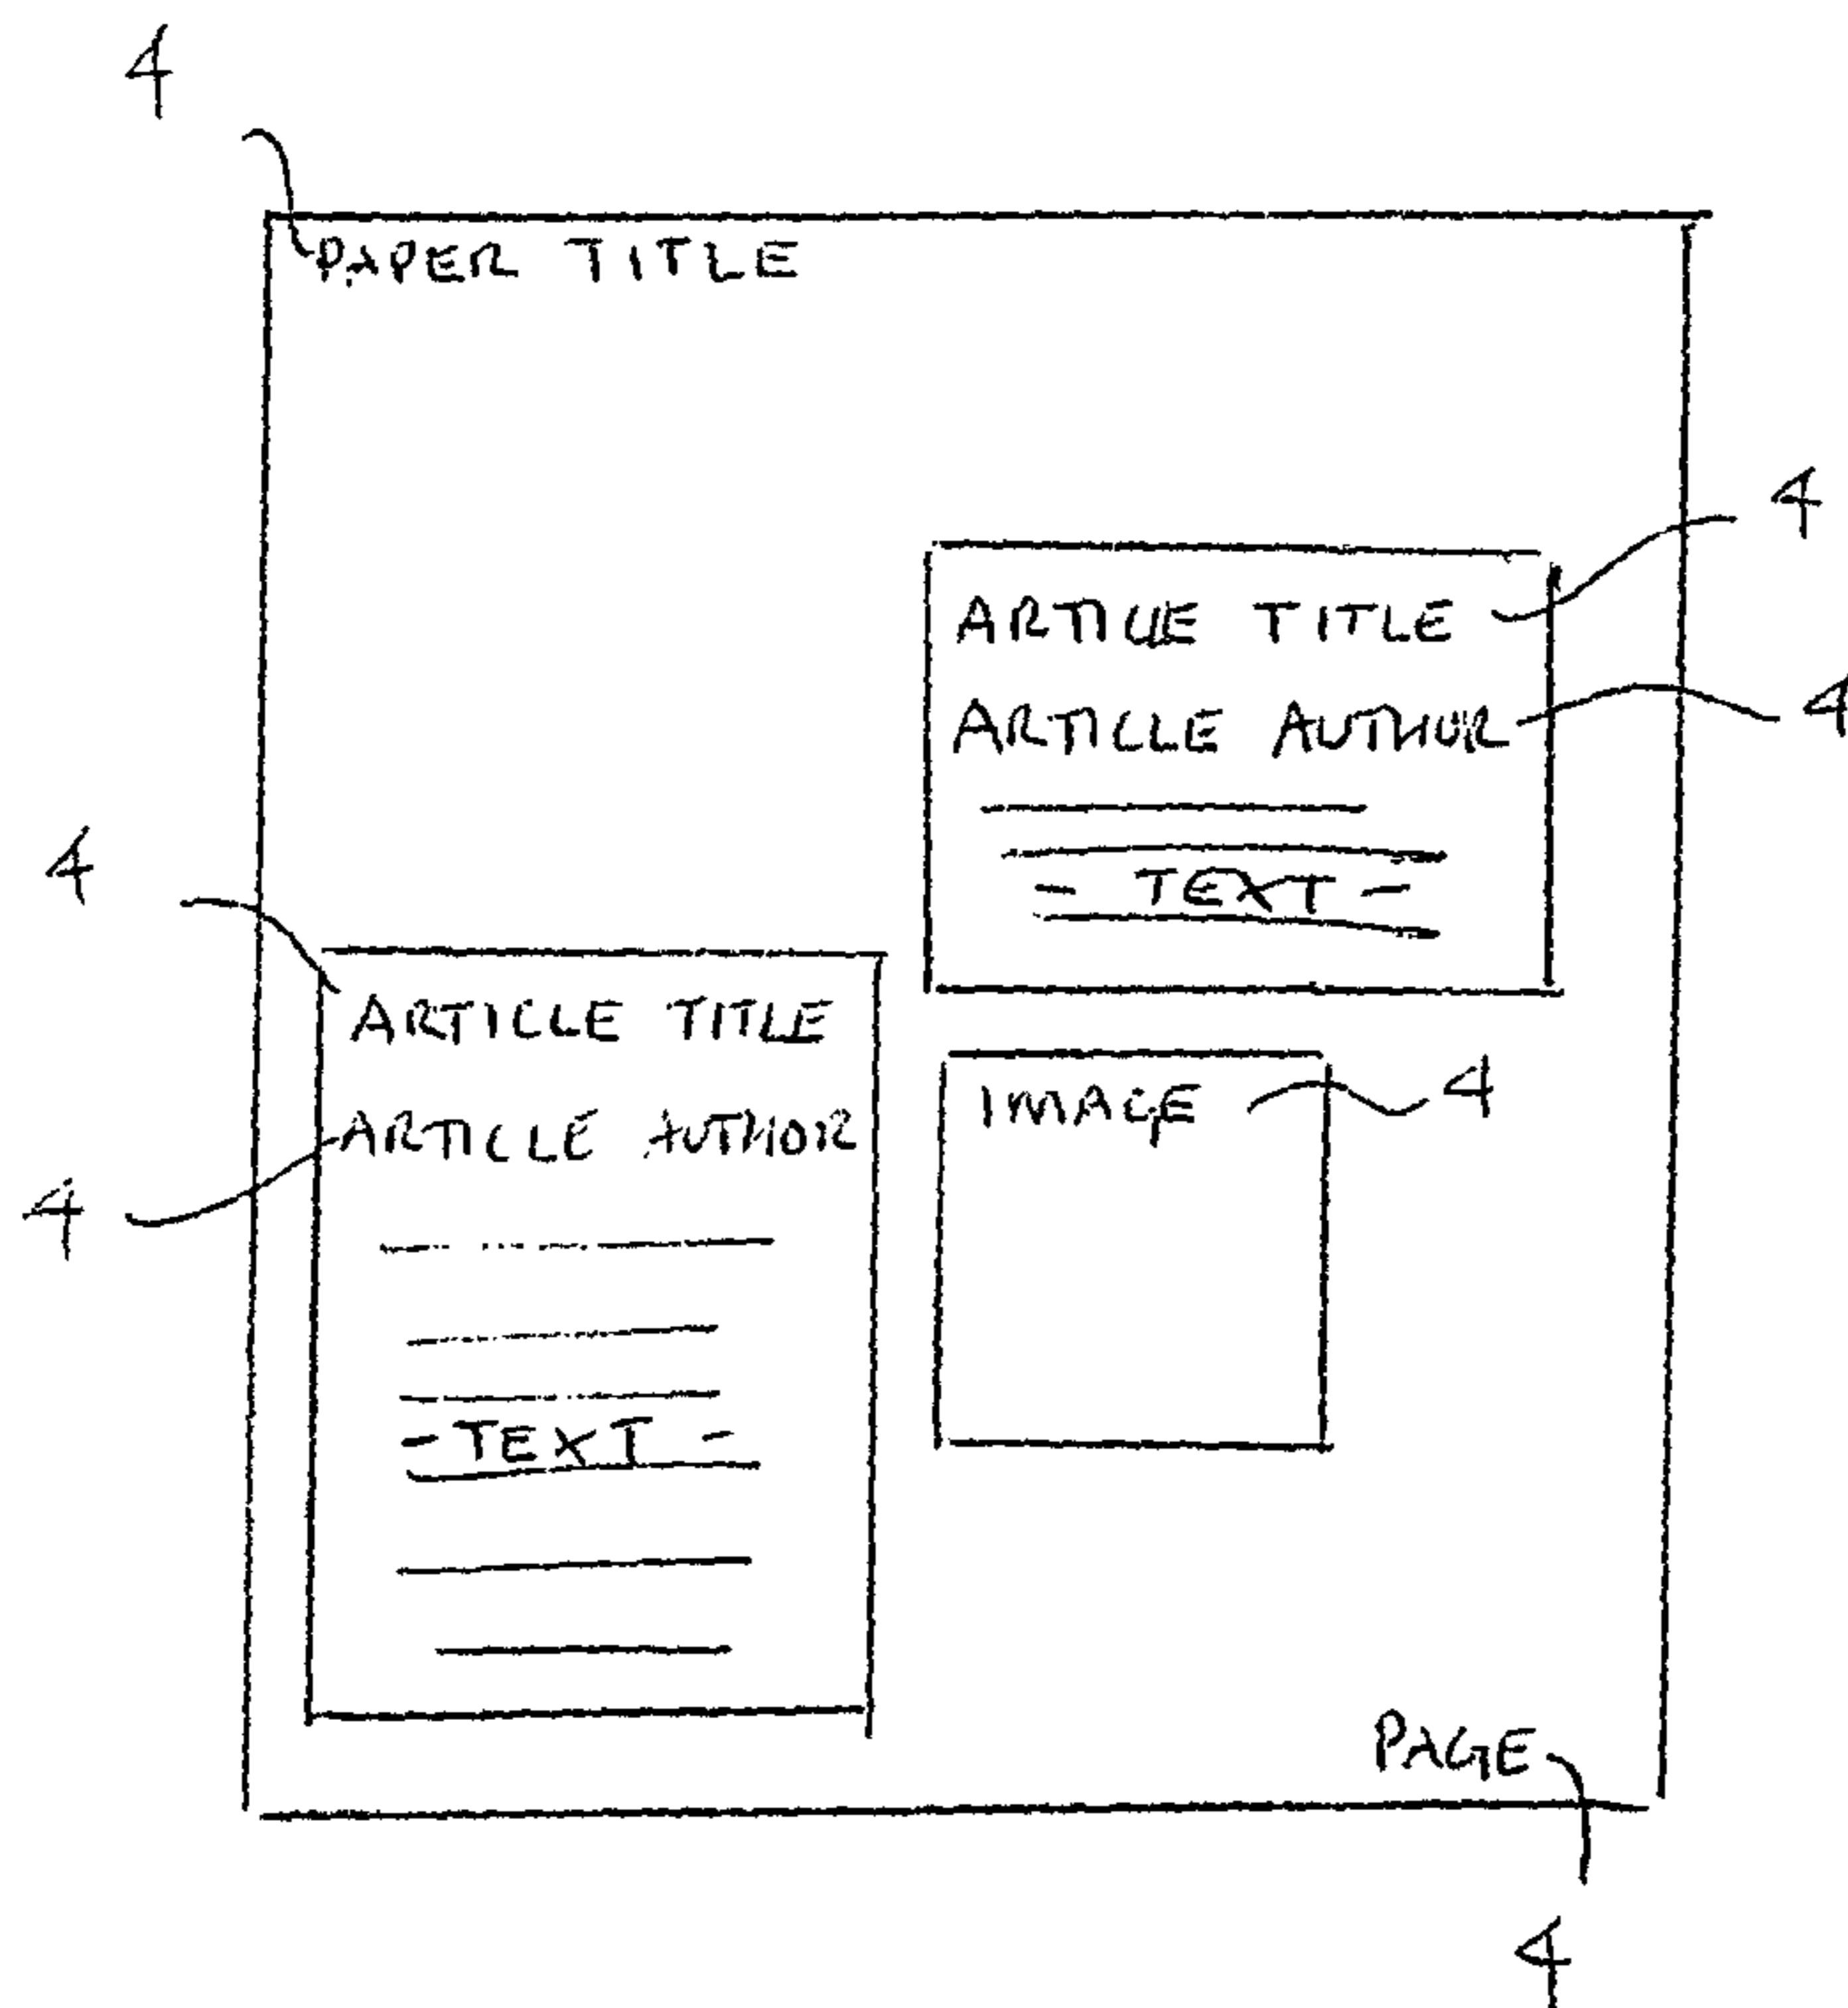 4
PAPER TITLE
4
ARTICLE TITLE
ARTICLE AUTHOR
4
- TEXT -
4
ARTICLE TITLE
ARTICLE AUTHOR
4
- TEXT -
IMAGE
4
PAGE
4